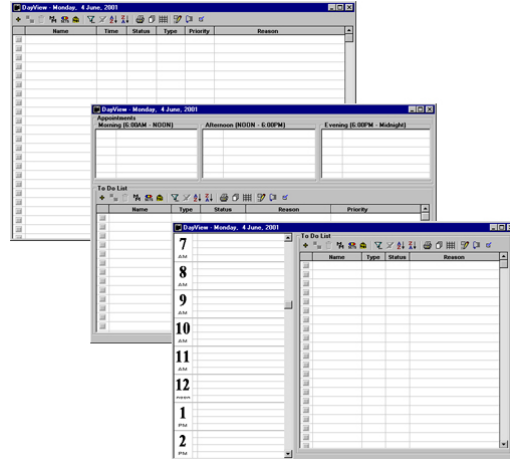 DayView - Monday, 4 June, 2001
Name Time Status Type Priority Reason
DayView - Monday, 4 June, 2001
Appointments
Morning (6:00AM - NOON) Afternoon (NOON - 6:00PM) Evening (6:00PM - Midnight)
To Do List
Name Type Status Reason Priority
DayView - Monday, 4 June, 2001
To Do List
Name Type Status Reason
7
AM
8
AM
9
AM
10
AM
11
AM
12
NOON
1
PM
2
PM